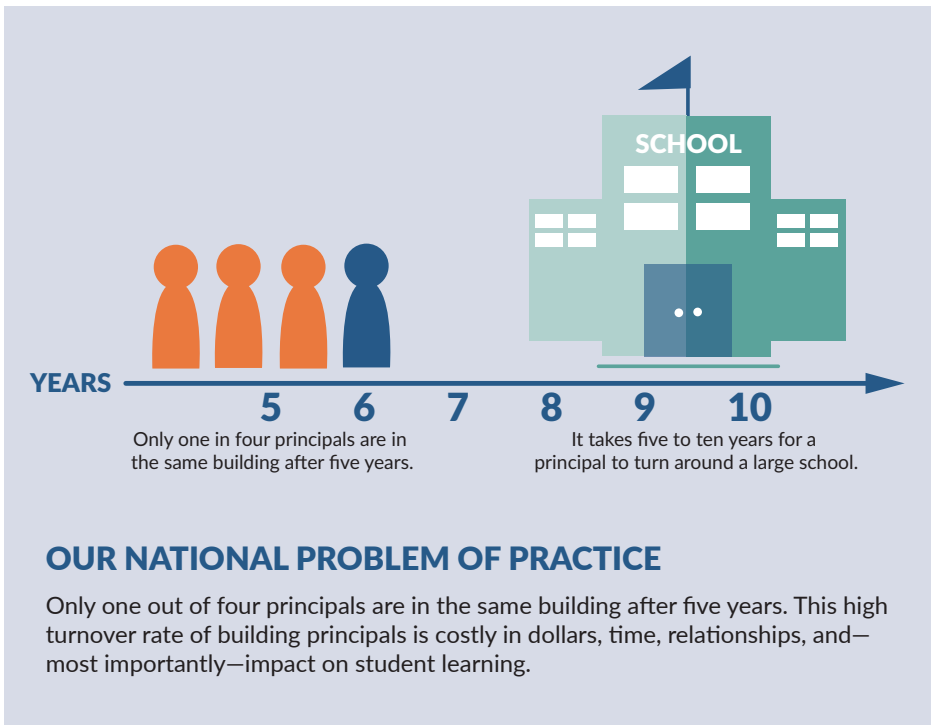 SCHOOL
YEARS
5 6 7 8 9 10
Only one in four principals are in
the same building after five years.
It takes five to ten years for a
principal to turn around a large school.
OUR NATIONAL PROBLEM OF PRACTICE
Only one out of four principals are in the same building after five years. This high
turnover rate of building principals is costly in dollars, time, relationships, and—
most importantly—impact on student learning.